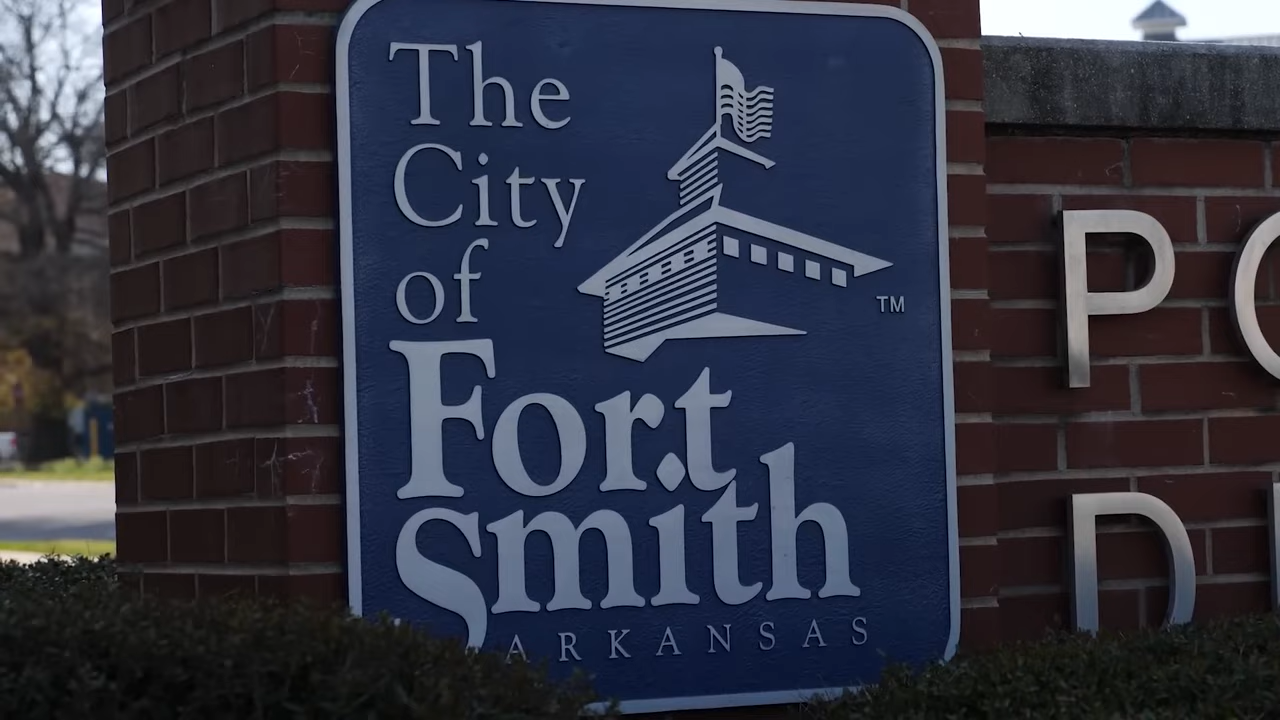 The
City
of
Fort
Smith
ARKANSAS
TM
P
D